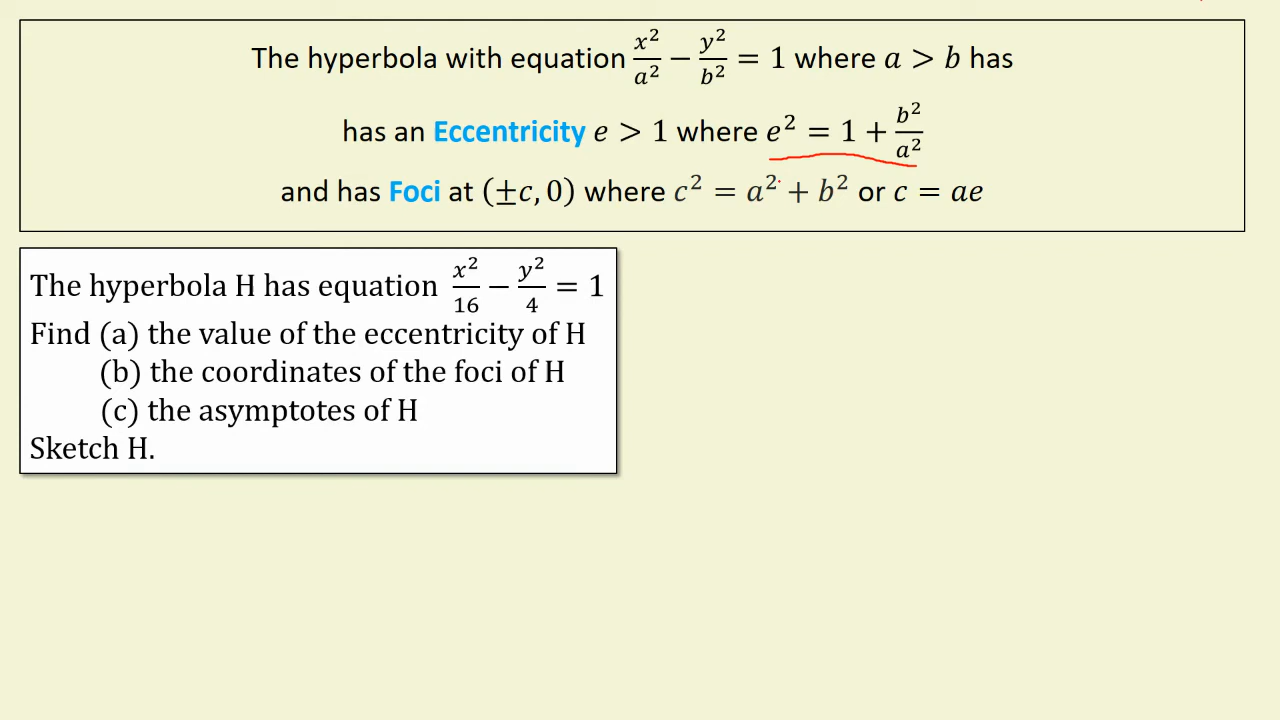 The hyperbola with equation x²/a² − y²/b² = 1 where a > b has
has an Eccentricity e > 1 where e² = 1 + b²/a²
and has Foci at (±c, 0) where c² = a² + b² or c = ae
The hyperbola H has equation x²/16 − y²/4 = 1
Find (a) the value of the eccentricity of H
(b) the coordinates of the foci of H
(c) the asymptotes of H
Sketch H.